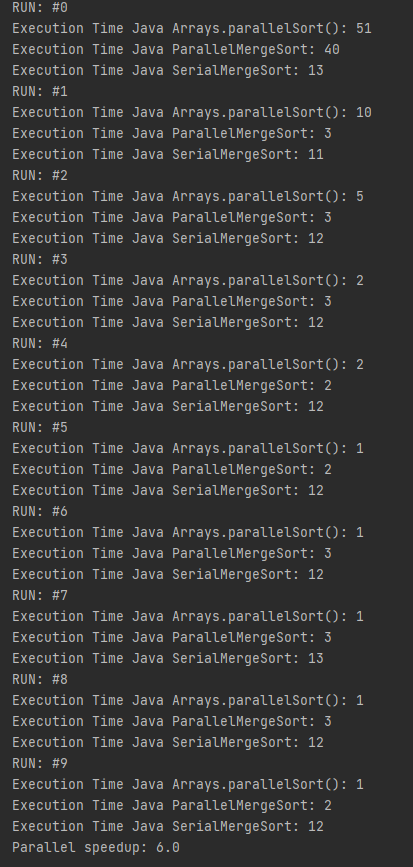 RUN: #0
Execution Time Java Arrays.parallelSort(): 51
Execution Time Java ParallelMergeSort: 40
Execution Time Java SerialMergeSort: 13
RUN: #1
Execution Time Java Arrays.parallelSort(): 10
Execution Time Java ParallelMergeSort: 3
Execution Time Java SerialMergeSort: 11
RUN: #2
Execution Time Java Arrays.parallelSort(): 5
Execution Time Java ParallelMergeSort: 3
Execution Time Java SerialMergeSort: 12
RUN: #3
Execution Time Java Arrays.parallelSort(): 2
Execution Time Java ParallelMergeSort: 3
Execution Time Java SerialMergeSort: 12
RUN: #4
Execution Time Java Arrays.parallelSort(): 2
Execution Time Java ParallelMergeSort: 2
Execution Time Java SerialMergeSort: 12
RUN: #5
Execution Time Java Arrays.parallelSort(): 1
Execution Time Java ParallelMergeSort: 2
Execution Time Java SerialMergeSort: 12
RUN: #6
Execution Time Java Arrays.parallelSort(): 1
Execution Time Java ParallelMergeSort: 3
Execution Time Java SerialMergeSort: 12
RUN: #7
Execution Time Java Arrays.parallelSort(): 1
Execution Time Java ParallelMergeSort: 3
Execution Time Java SerialMergeSort: 13
RUN: #8
Execution Time Java Arrays.parallelSort(): 1
Execution Time Java ParallelMergeSort: 3
Execution Time Java SerialMergeSort: 12
RUN: #9
Execution Time Java Arrays.parallelSort(): 1
Execution Time Java ParallelMergeSort: 2
Execution Time Java SerialMergeSort: 12
Parallel speedup: 6.0